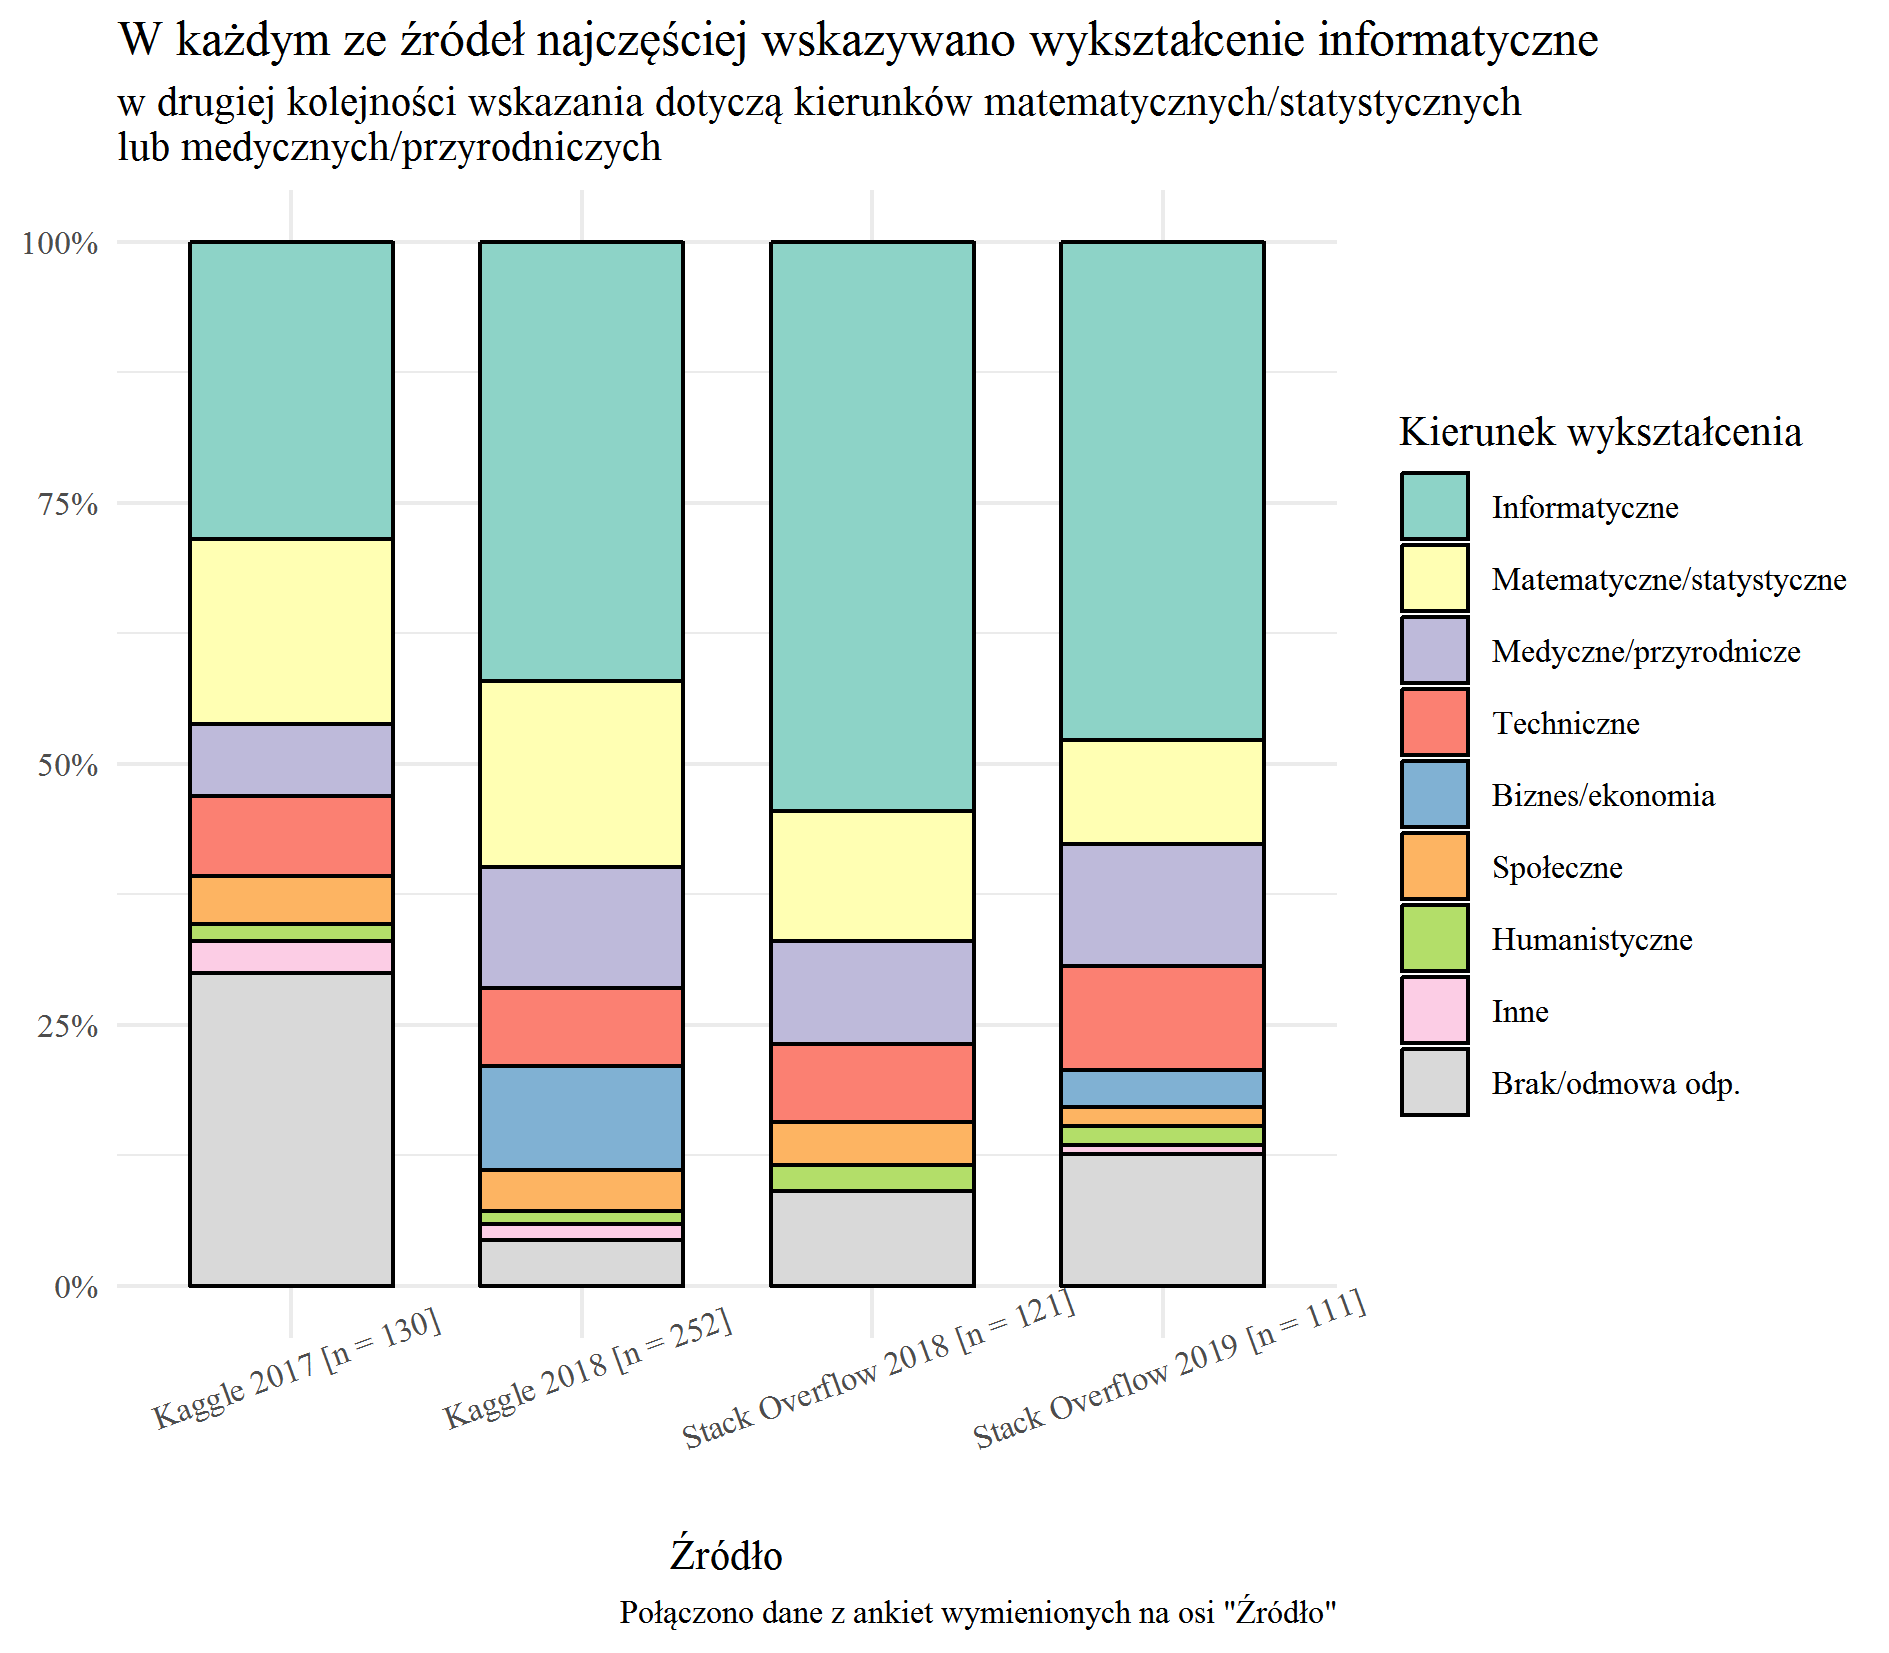 W każdym ze źródeł najczęściej wskazywano wykształcenie informatyczne
w drugiej kolejności wskazania dotyczą kierunków matematycznych/statystycznych
lub medycznych/przyrodniczych
100%
75%
50%
25%
0%
Kaggle 2017 [n = 130]
Kaggle 2018 [n = 252]
Stack Overflow 2018 [n = 121]
Stack Overflow 2019 [n = 111]
Źródło
Połączono dane z ankiet wymienionych na osi "Źródło"
Kierunek wykształcenia
Informatyczne
Matematyczne/statystyczne
Medyczne/przyrodnicze
Techniczne
Biznes/ekonomia
Społeczne
Humanistyczne
Inne
Brak/odmowa odp.